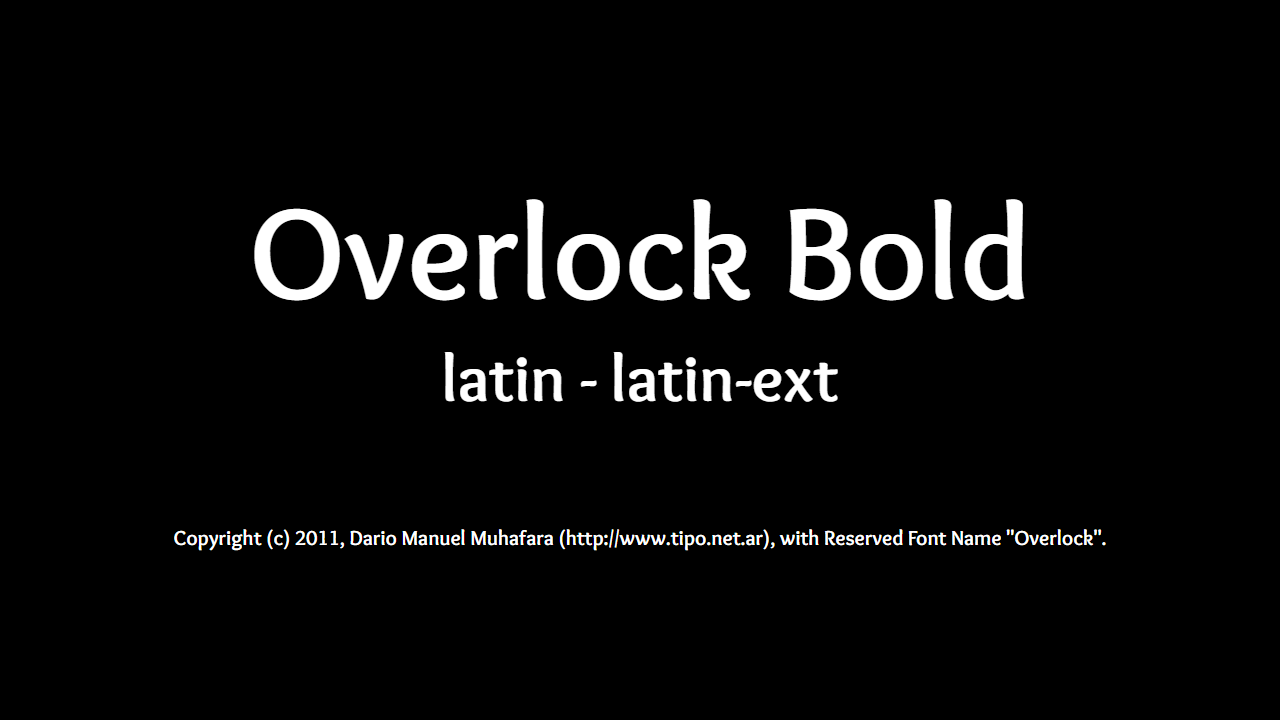 Overlock Bold
latin - latin-ext
Copyright (c) 2011, Dario Manuel Muhafara (http://www.tipo.net.ar), with Reserved Font Name "Overlock".